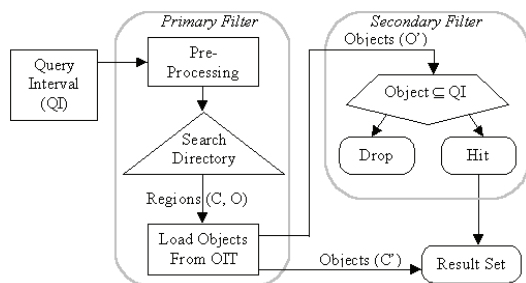 Primary Filter
Secondary Filter
Query
Interval
(QI)
Pre-
Processing
Search
Directory
Regions (C, O)
Load Objects
From OIT
Objects (O’)
Object ⊆ QI
Drop
Hit
Objects (C’)
Result Set